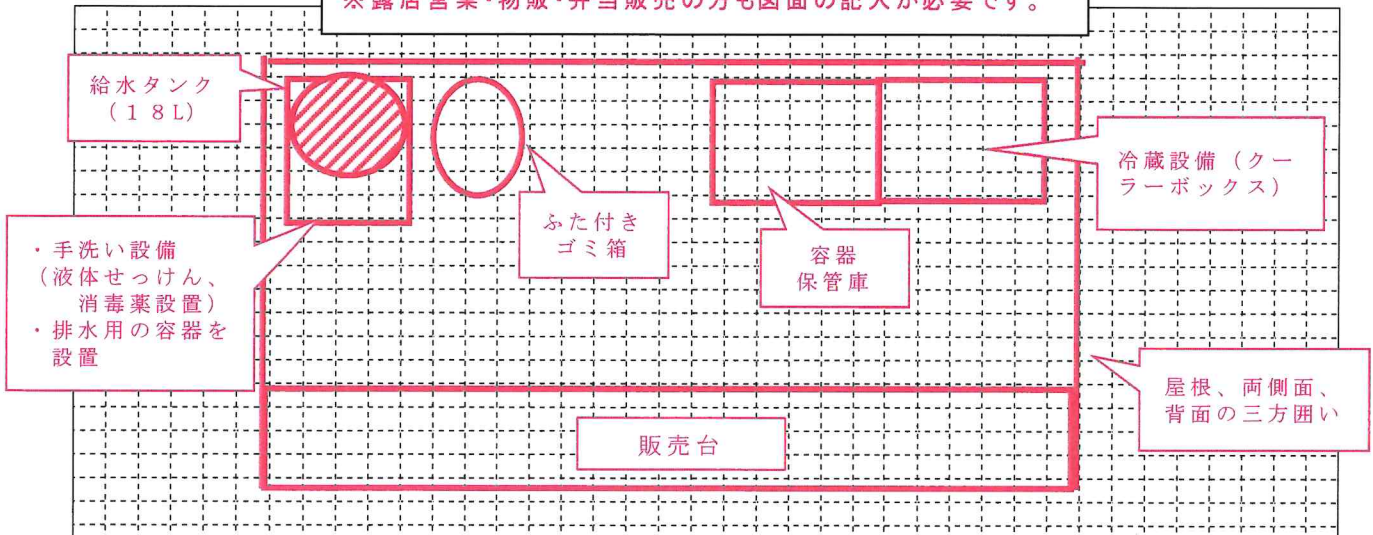 ※露店営業・物販・弁当販売の方も図面の記入が必要です。
給水タンク
(18L)
冷蔵設備(クー
ラーボックス)
ふた付き
ゴミ箱
容器
保管庫
・手洗い設備
(液体せっけん、
消毒薬設置)
・排水用の容器を
設置
屋根、両側面、
背面の三方囲い
販売台